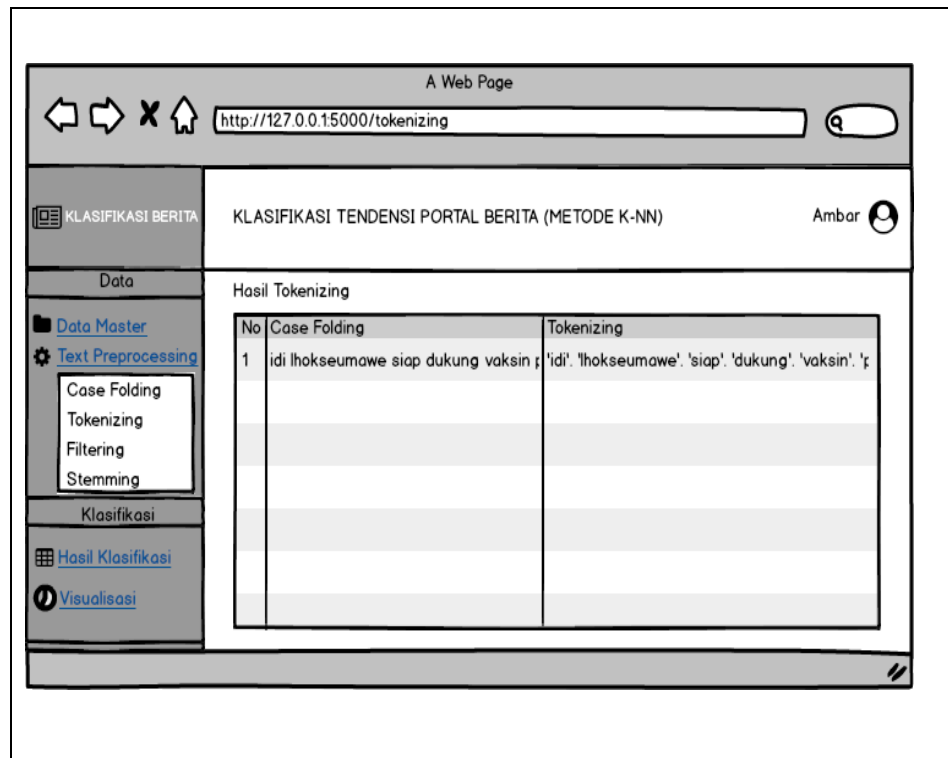 A Web Page
http://127.0.0.1:5000/tokenizing
KLASIFIKASI BERITA
KLASIFIKASI TENDENSI PORTAL BERITA (METODE K-NN)
Ambar
Data
Data Master
Text Preprocessing
Case Folding
Tokenizing
Filtering
Stemming
Klasifikasi
Hasil Klasifikasi
Visualisasi
Hasil Tokenizing
No Case Folding Tokenizing
1 idi lhokseumawe siap dukung vaksin 'idi'. 'lhokseumawe'. 'siap'. 'dukung'. 'vaksin'.